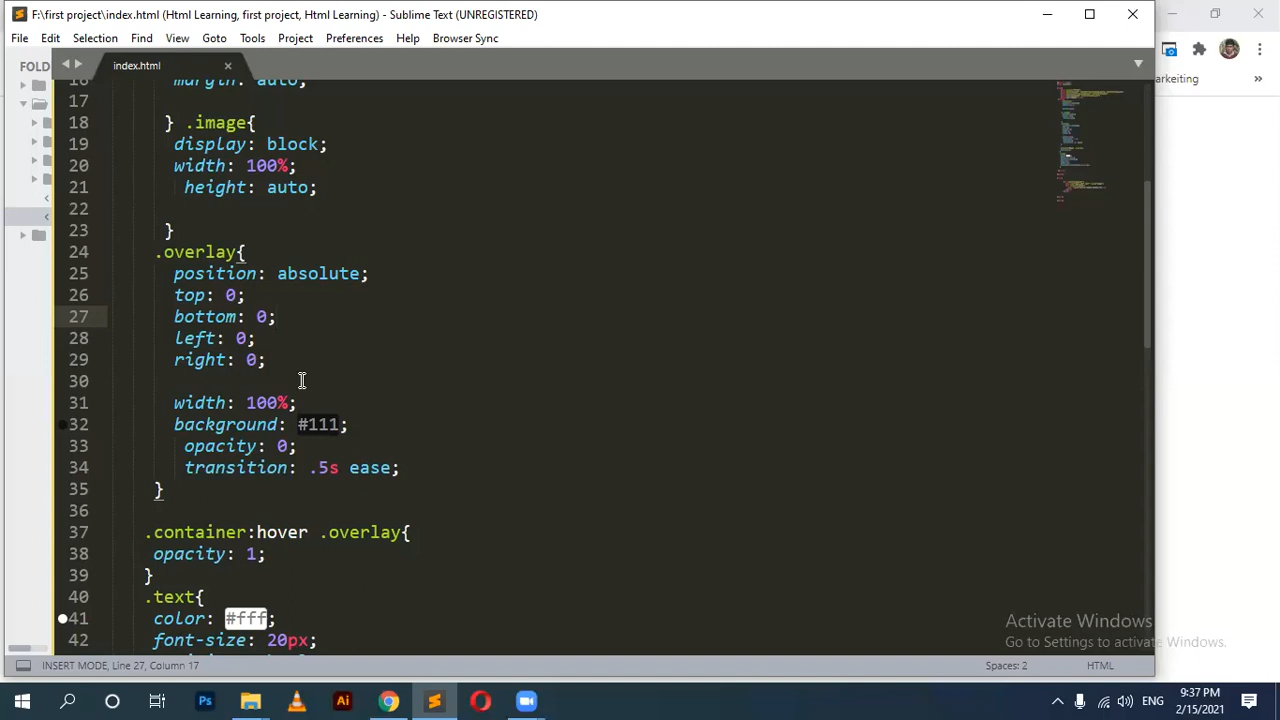 F:\first project\index.html (Html Learning, first project, Html Learning) - Sublime Text (UNREGISTERED)
File Edit Selection Find View Goto Tools Project Preferences Help Browser Sync
FOLD
index.html
arkeiting
16 margin: auto;
17
18 } .image{
19 display: block;
20 width: 100%;
21 height: auto;
22
23 }
24 .overlay{
25 position: absolute;
26 top: 0;
27 bottom: 0;
28 left: 0;
29 right: 0;
30
31 width: 100%;
32 background: #111;
33 opacity: 0;
34 transition: .5s ease;
35 }
36
37 .container:hover .overlay{
38 opacity: 1;
39 }
40 .text{
41 color: #fff;
42 font-size: 20px;
Activate Windows
Go to Settings to activate Windows.
INSERT MODE, Line 27, Column 17 Spaces: 2 HTML
Ps Ai ENG 9:37 PM
2/15/2021